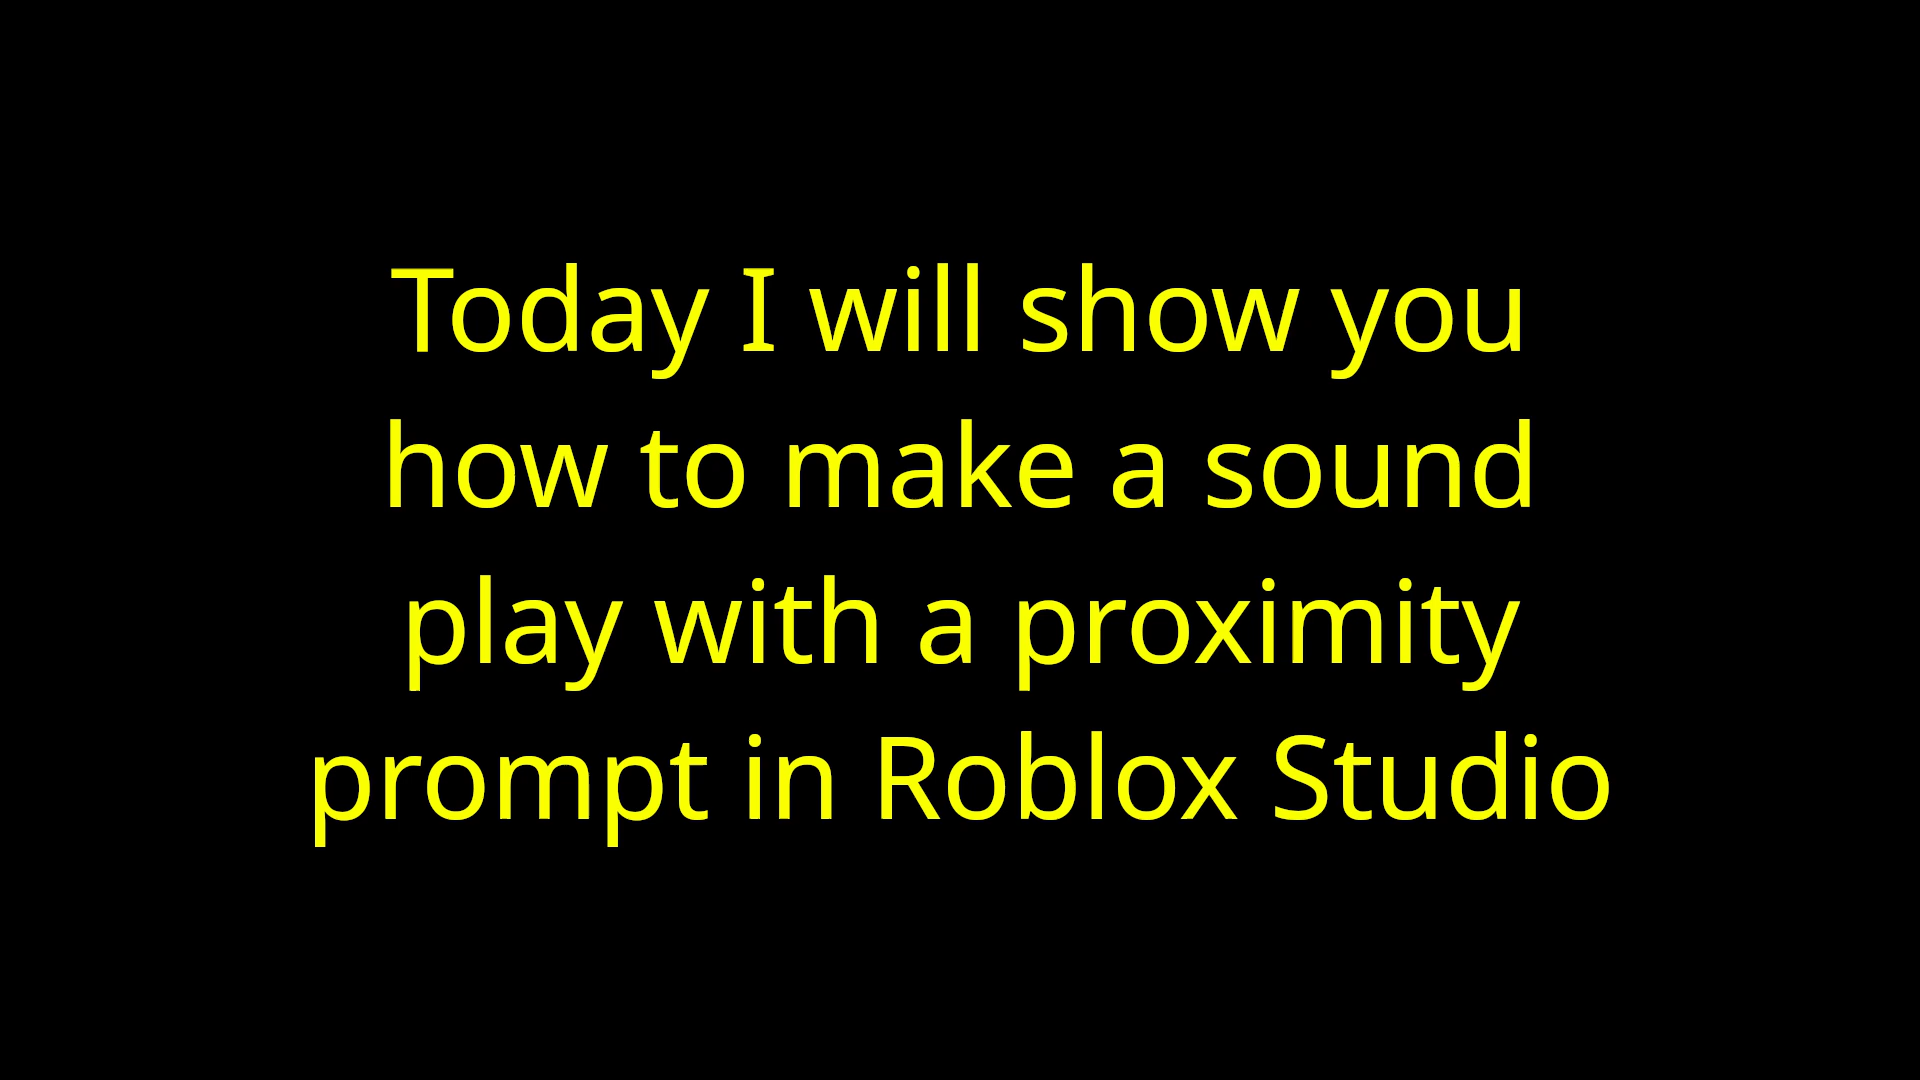 Today I will show you
how to make a sound
play with a proximity
prompt in Roblox Studio